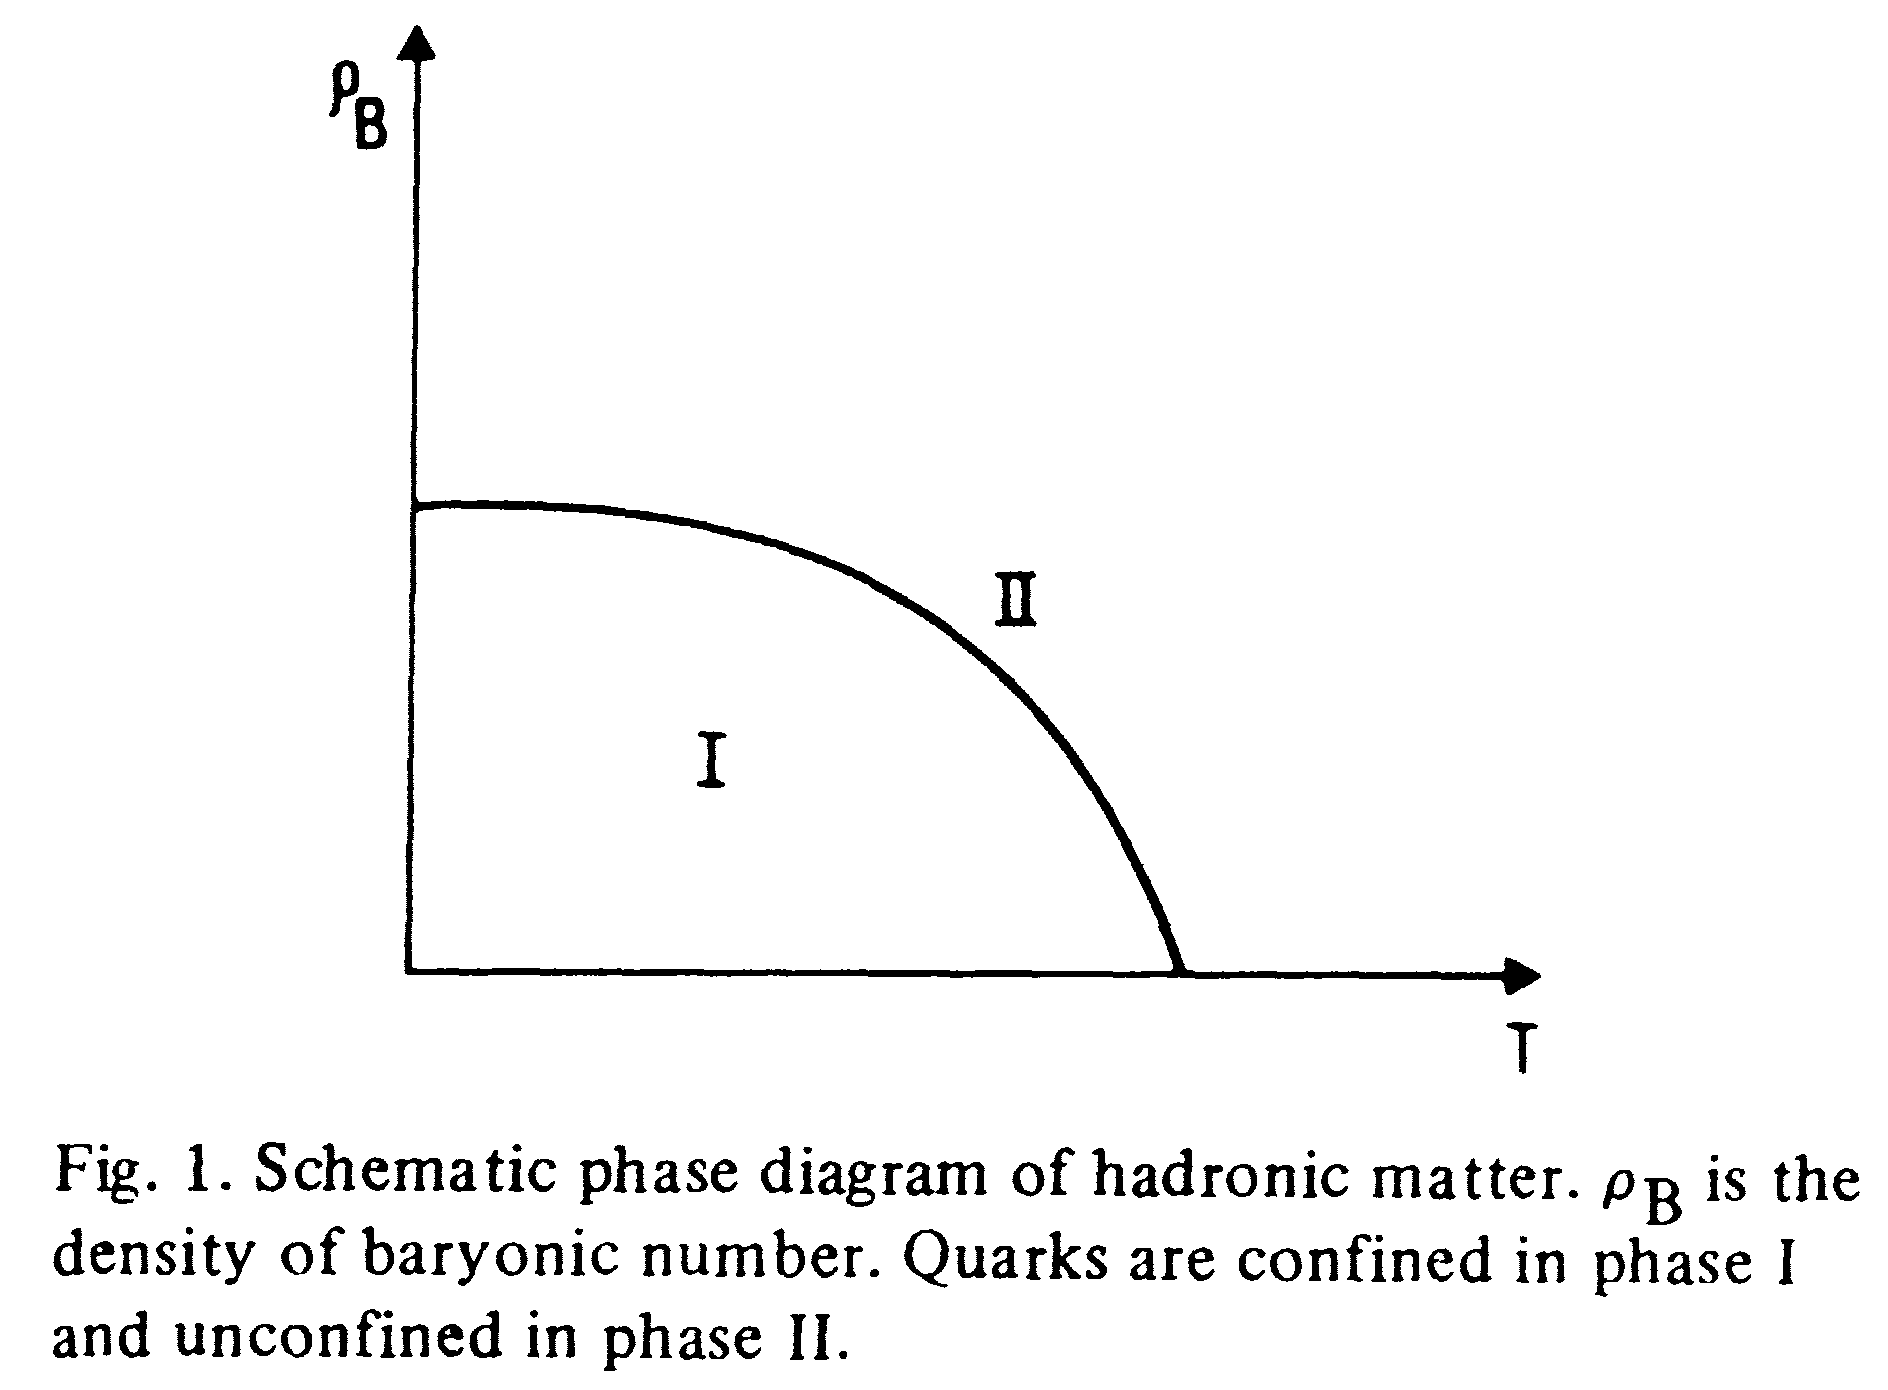 ρB
II
I
T
Fig. 1. Schematic phase diagram of hadronic matter. ρB is the
density of baryonic number. Quarks are confined in phase I
and unconfined in phase II.